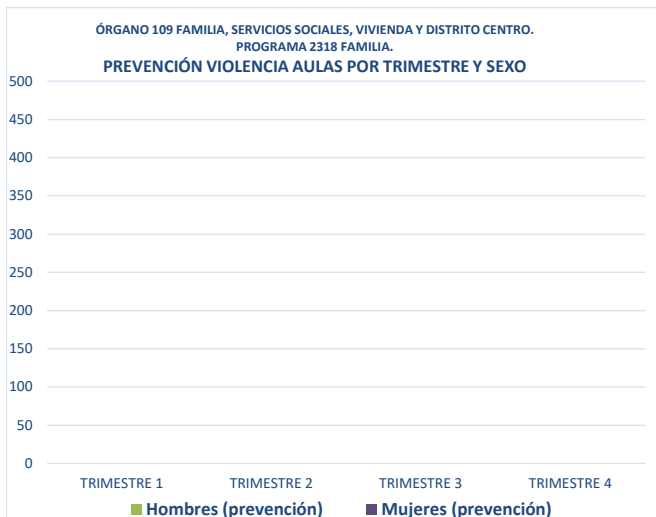 ÓRGANO 109 FAMILIA, SERVICIOS SOCIALES, VIVIENDA Y DISTRITO CENTRO.
PROGRAMA 2318 FAMILIA.
PREVENCIÓN VIOLENCIA AULAS POR TRIMESTRE Y SEXO
500
450
400
350
300
250
200
150
100
50
0
TRIMESTRE 1 TRIMESTRE 2 TRIMESTRE 3 TRIMESTRE 4
Hombres (prevención) Mujeres (prevención)